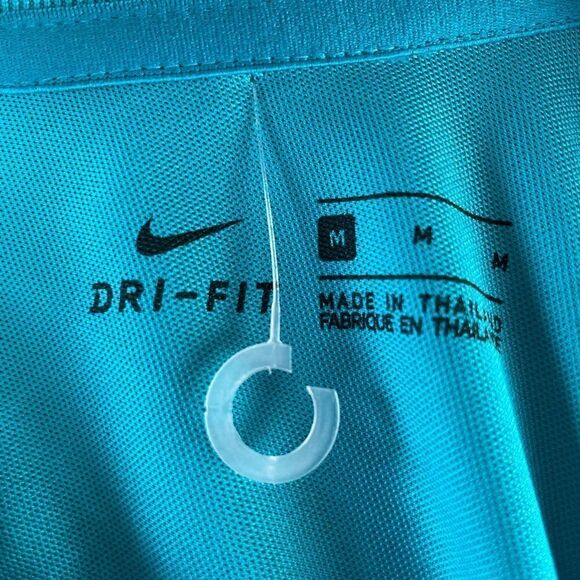 DRI-FIT
M M M
MADE IN THAILAND
FABRIQUE EN THAILANDE